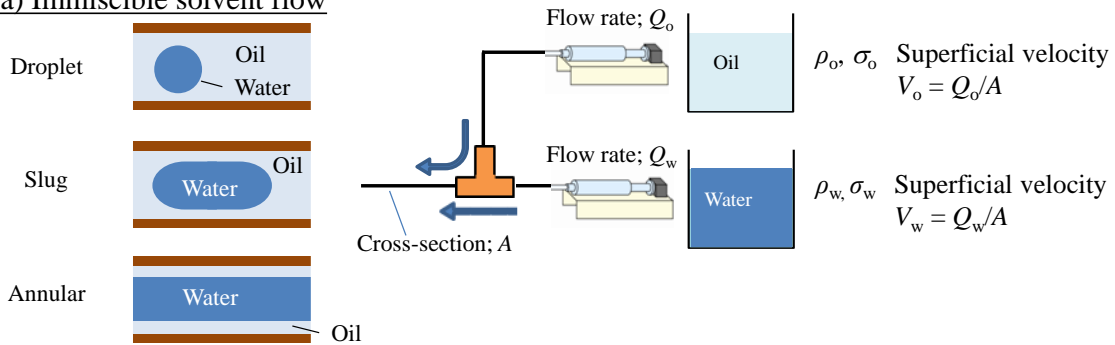 a) Immiscible solvent flow
Droplet
Oil
Water
Slug
Oil
Water
Annular
Water
Oil
Flow rate; Qo
Oil
ρo, σo Superficial velocity
Vo = Qo/A
Flow rate; Qw
Water
ρw, σw Superficial velocity
Vw = Qw/A
Cross-section; A